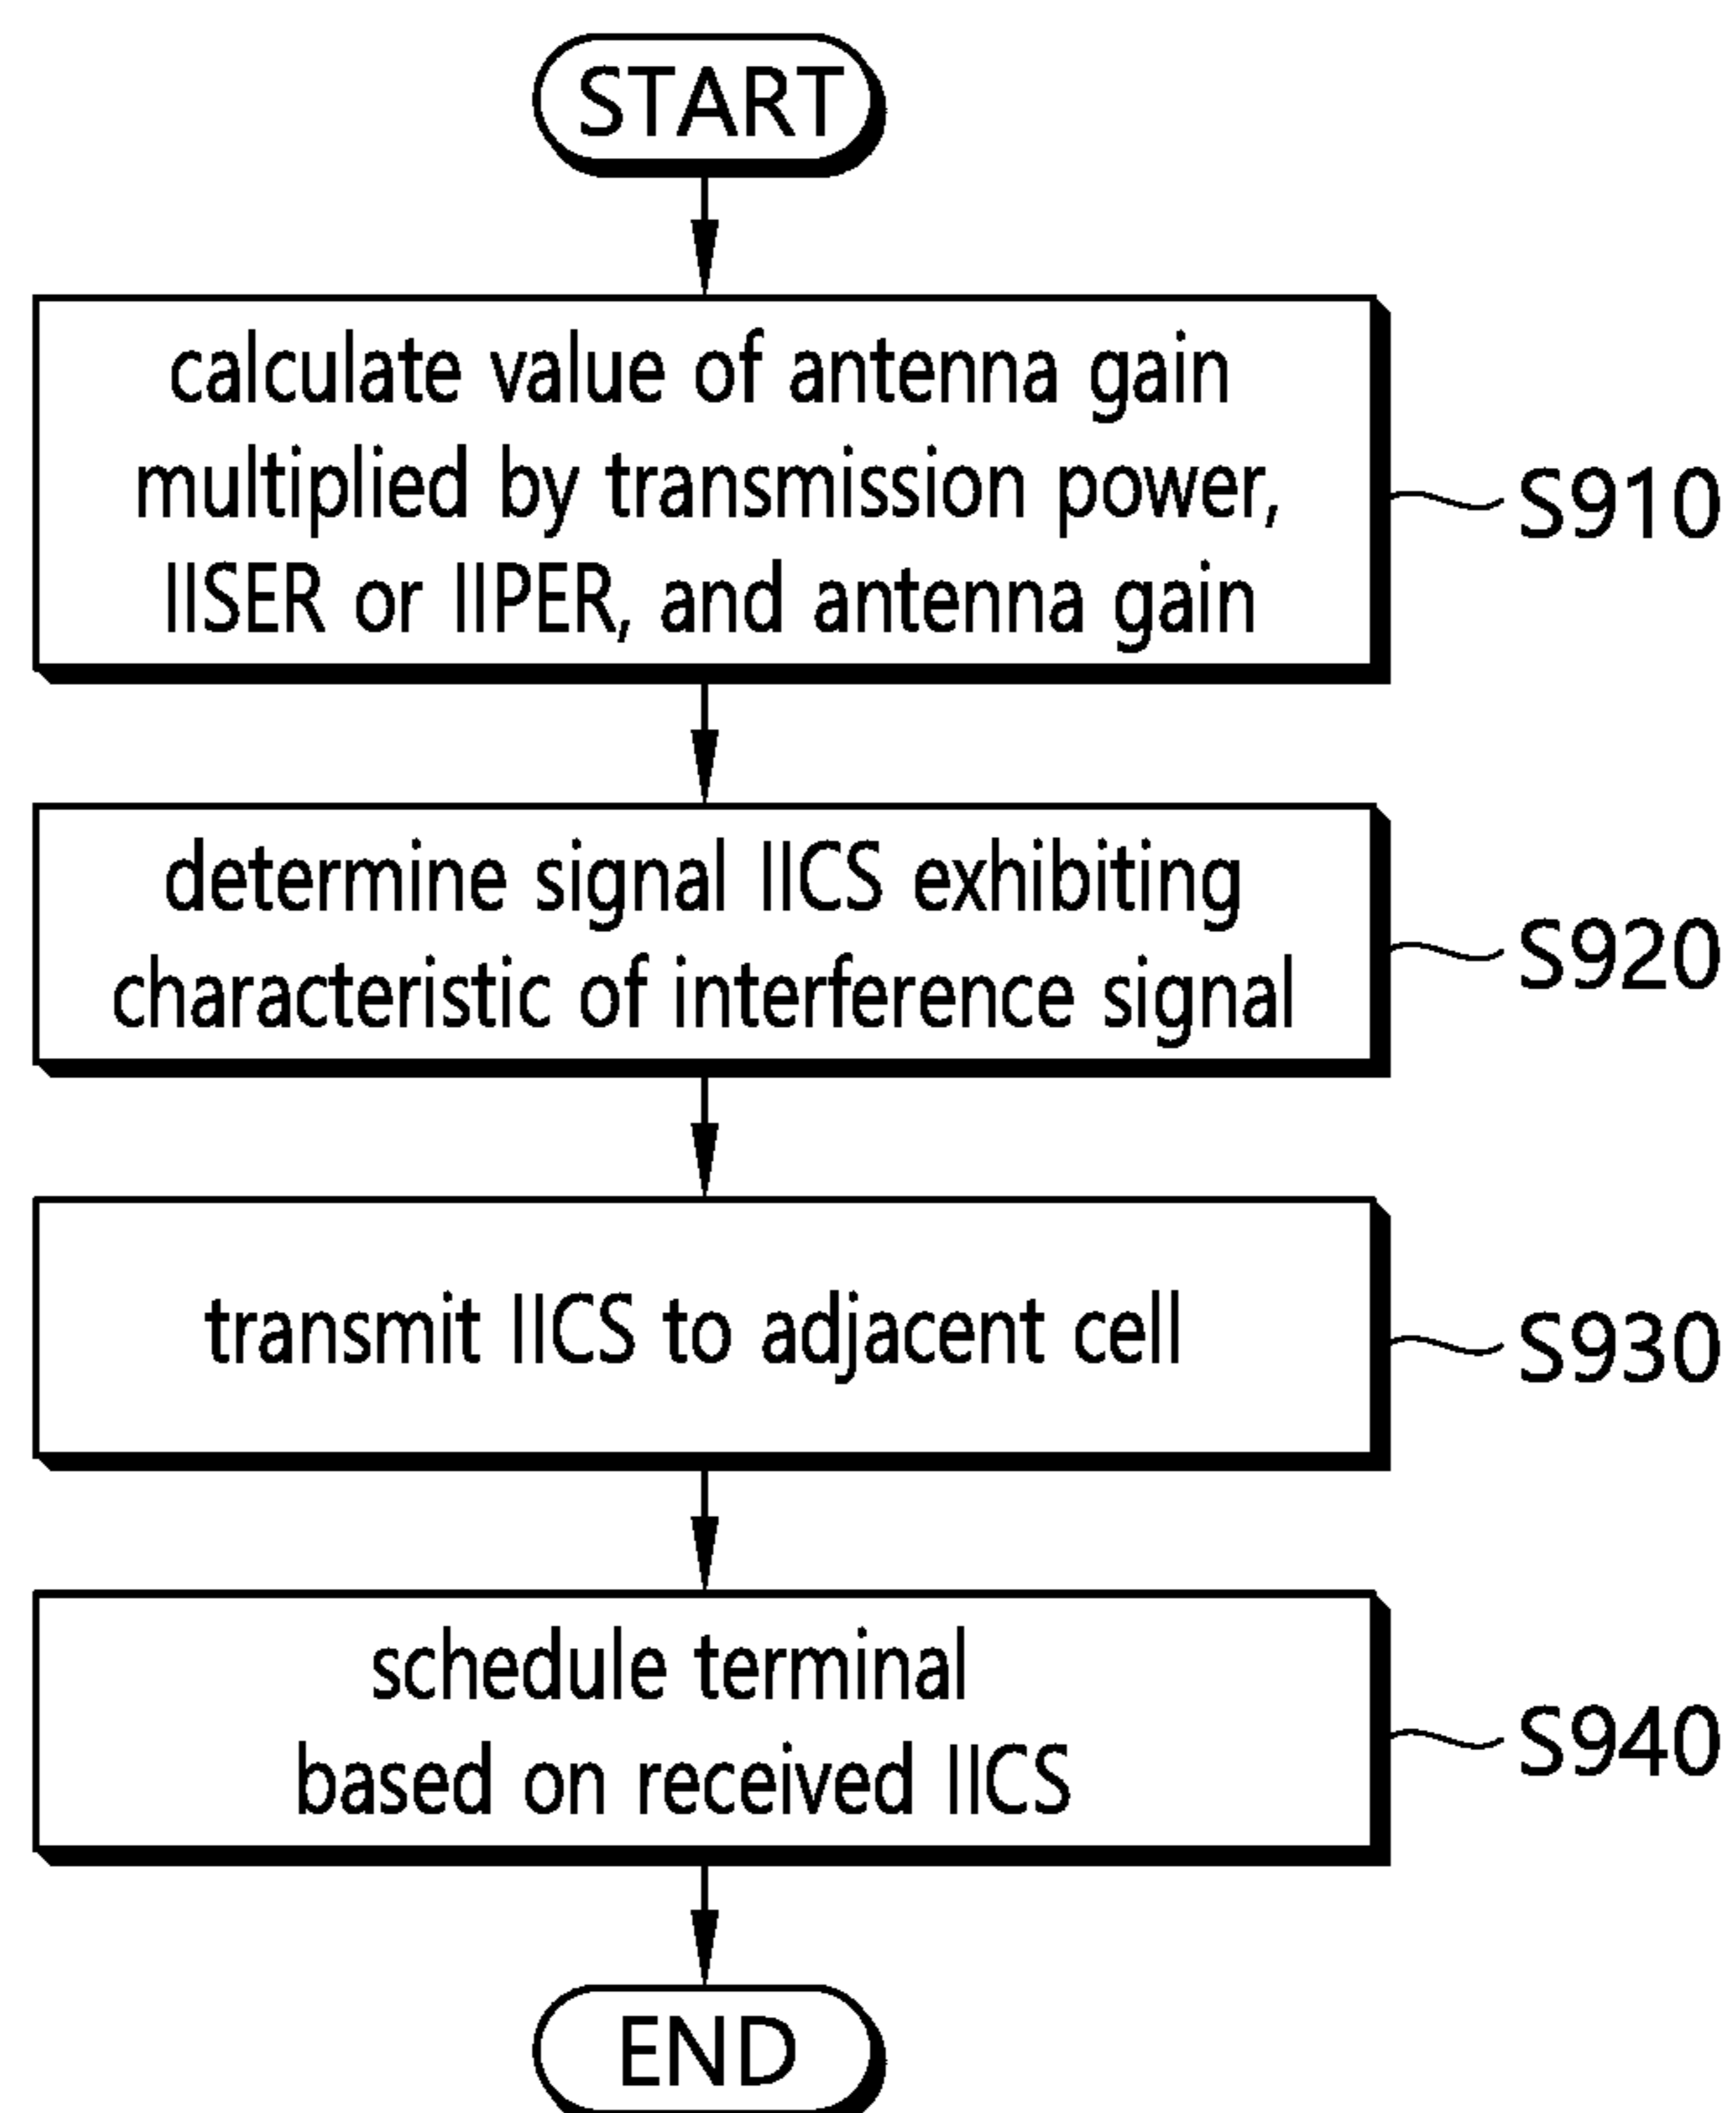 START
calculate value of antenna gain
multiplied by transmission power,
IISER or IIPER, and antenna gain
S910
determine signal IICS exhibiting
characteristic of interference signal
S920
transmit IICS to adjacent cell
S930
schedule terminal
based on received IICS
S940
END